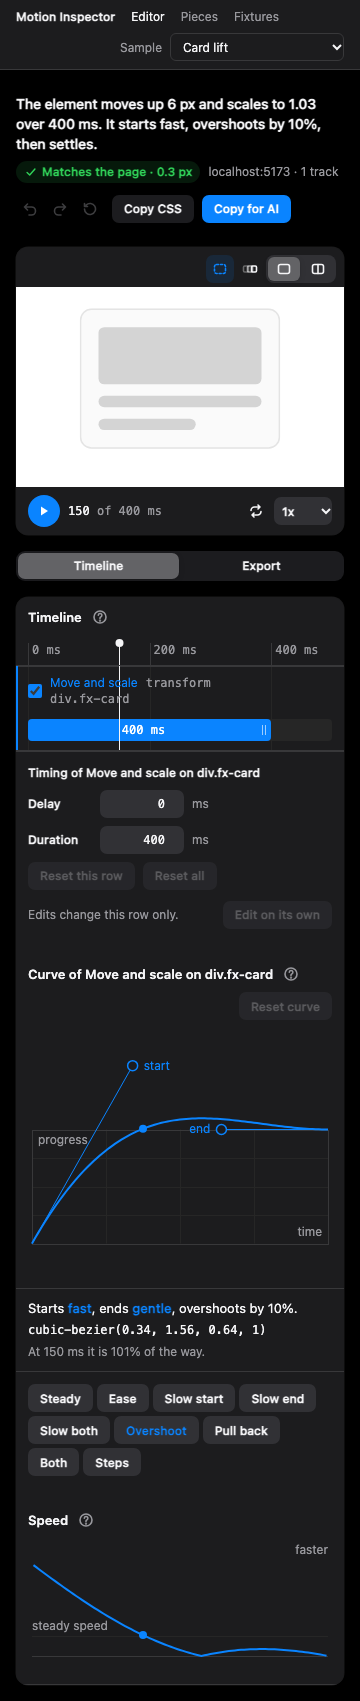 Motion Inspector Editor Pieces Fixtures
Sample Card lift
The element moves up 6 px and scales to 1.03
over 400 ms. It starts fast, overshoots by 10%,
then settles.
Matches the page · 0.3 px localhost:5173 · 1 track
Copy CSS Copy for AI
150 of 400 ms 1x
Timeline Export
Timeline ?
0 ms 200 ms 400 ms
Move and scale transform
div.fx-card
400 ms
Timing of Move and scale on div.fx-card
Delay 0 ms
Duration 400 ms
Reset this row Reset all
Edits change this row only. Edit on its own
Curve of Move and scale on div.fx-card ?
Reset curve
start
end
progress
time
Starts fast, ends gentle, overshoots by 10%.
cubic-bezier(0.34, 1.56, 0.64, 1)
At 150 ms it is 101% of the way.
Steady Ease Slow start Slow end
Slow both Overshoot Pull back
Both Steps
Speed ?
faster
steady speed